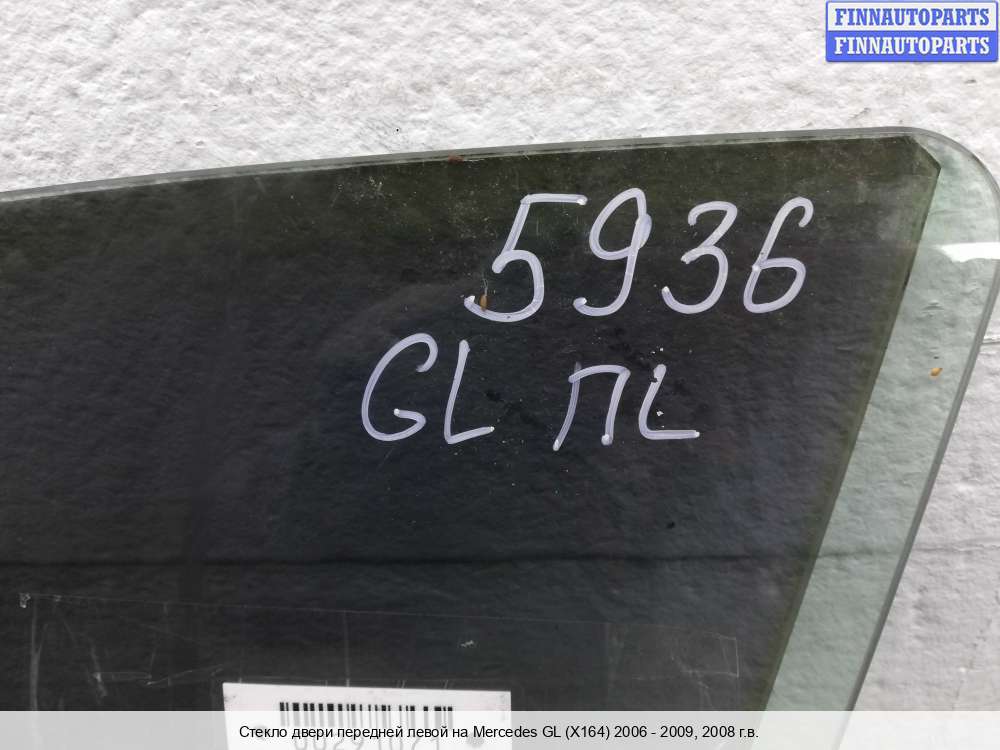 FINNAUTOPARTS
FINNAUTOPARTS
5936
GL ПL
Стекло двери передней левой на Mercedes GL (X164) 2006 - 2009, 2008 г.в.